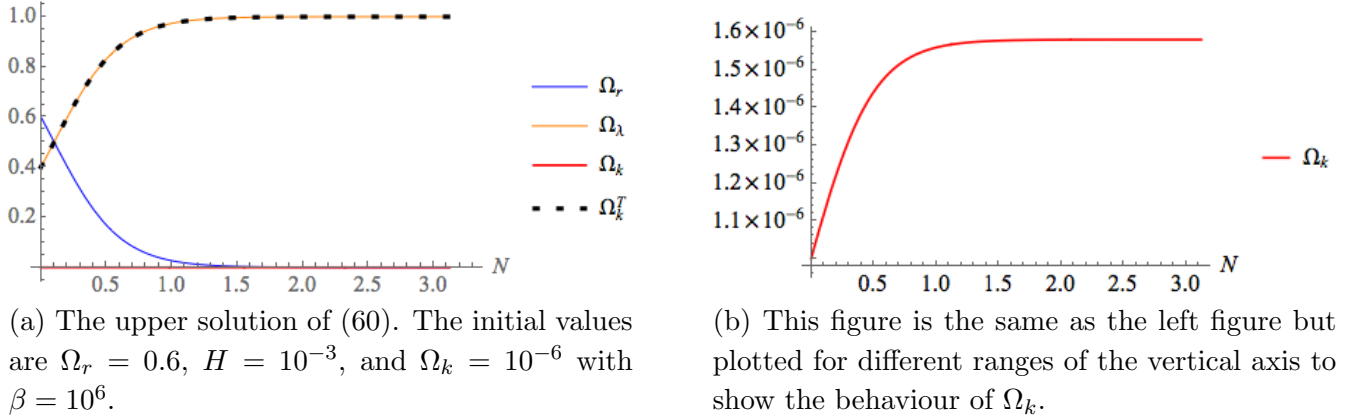 1.0
0.8
0.6
0.4
0.2
0.5 1.0 1.5 2.0 2.5 3.0
N
Ω_r
Ω_λ
Ω_k
Ω_k^T
(a) The upper solution of (60). The initial values
are Ω_r = 0.6, H = 10^{-3}, and Ω_k = 10^{-6} with
β = 10^6.
1.6×10^{-6}
1.5×10^{-6}
1.4×10^{-6}
1.3×10^{-6}
1.2×10^{-6}
1.1×10^{-6}
0.5 1.0 1.5 2.0 2.5 3.0
N
Ω_k
(b) This figure is the same as the left figure but
plotted for different ranges of the vertical axis to
show the behaviour of Ω_k.